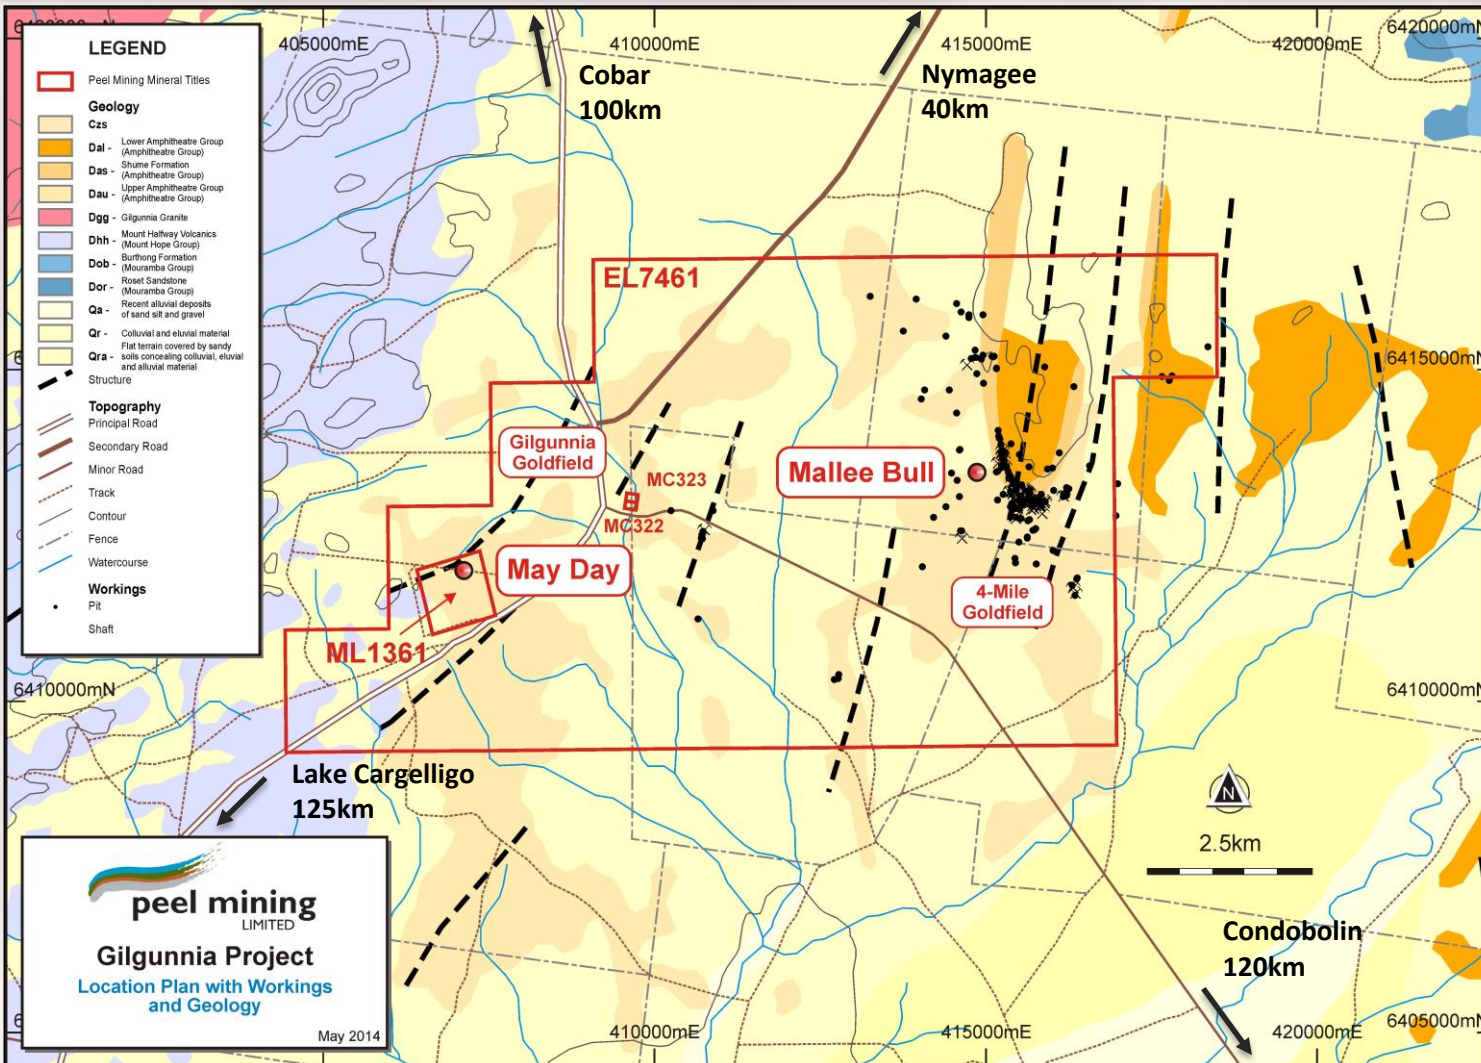 LEGEND
Peel Mining Mineral Titles
Geology
Czs
Dal - Lower Amphitheatre Group
(Amphitheatre Group)
Das - Shume Formation
(Amphitheatre Group)
Dau - Upper Amphitheatre Group
(Amphitheatre Group)
Dgg - Gilgunnia Granite
Dhh - Mount Halfway Volcanics
(Mount Hope Group)
Dob - Burthong Formation
(Mouramba Group)
Dor - Roset Sandstone
(Mouramba Group)
Qa - Recent alluvial deposits
of sand silt and gravel
Qr - Colluvial and eluvial material
Qra - Flat terrain covered by sandy
soils concealing colluvial, eluvial
and alluvial material
Structure
Topography
Principal Road
Secondary Road
Minor Road
Track
Contour
Fence
Watercourse
Workings
Pit
Shaft
405000mE
410000mE
415000mE
420000mE
6420000mN
Cobar
100km
Nymagee
40km
EL7461
6415000mN
Gilgunnia
Goldfield
MC323
MC322
Mallee Bull
May Day
4-Mile
Goldfield
ML1361
6410000mN
6410000mN
Lake Cargelligo
125km
N
2.5km
Condobolin
120km
peel mining
LIMITED
Gilgunnia Project
Location Plan with Workings
and Geology
May 2014
410000mE
415000mE
420000mE
6405000mN